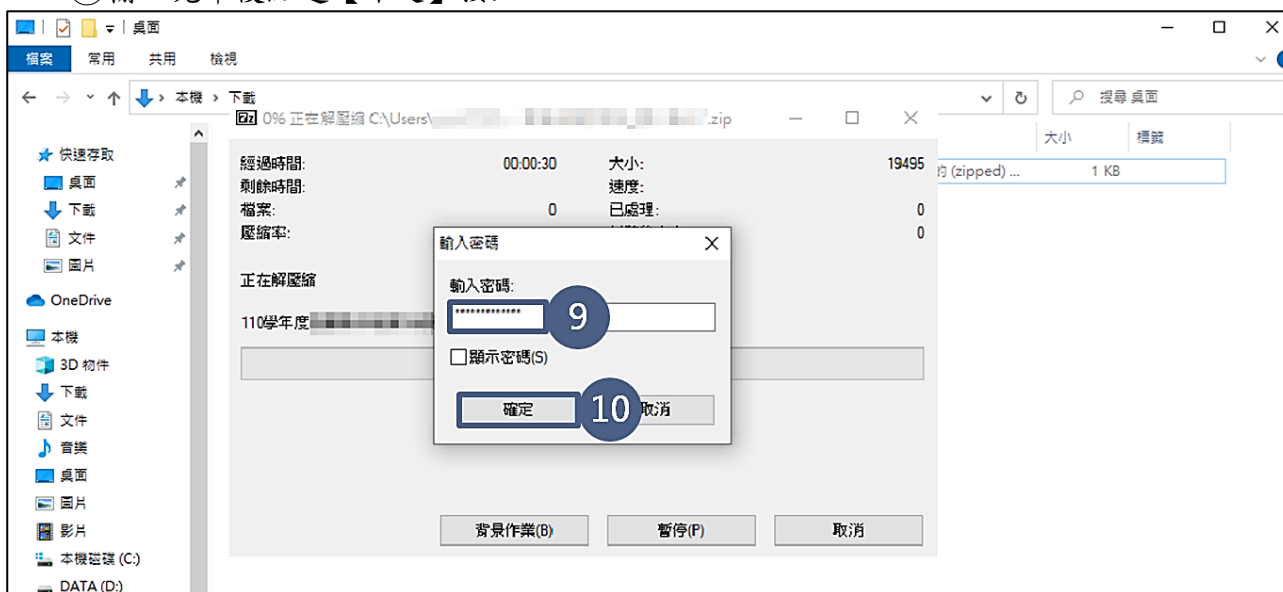 桌面
檔案 常用 共用 檢視
本機 › 下載
搜尋 桌面
0% 正在解壓縮 C:\Users\ .zip
大小 標籤
快速存取
桌面
下載
文件
圖片
OneDrive
本機
3D 物件
下載
文件
音樂
桌面
圖片
影片
本機磁碟 (C:)
DATA (D:)
經過時間: 00:00:30 大小: 19495
剩餘時間: 速度:
檔案: 0 已處理: 0
壓縮率: 0
正在解壓縮
110學年度
的 (zipped) ... 1 KB
輸入密碼
輸入密碼:
************* 9
顯示密碼(S)
確定 10 取消
背景作業(B) 暫停(P) 取消